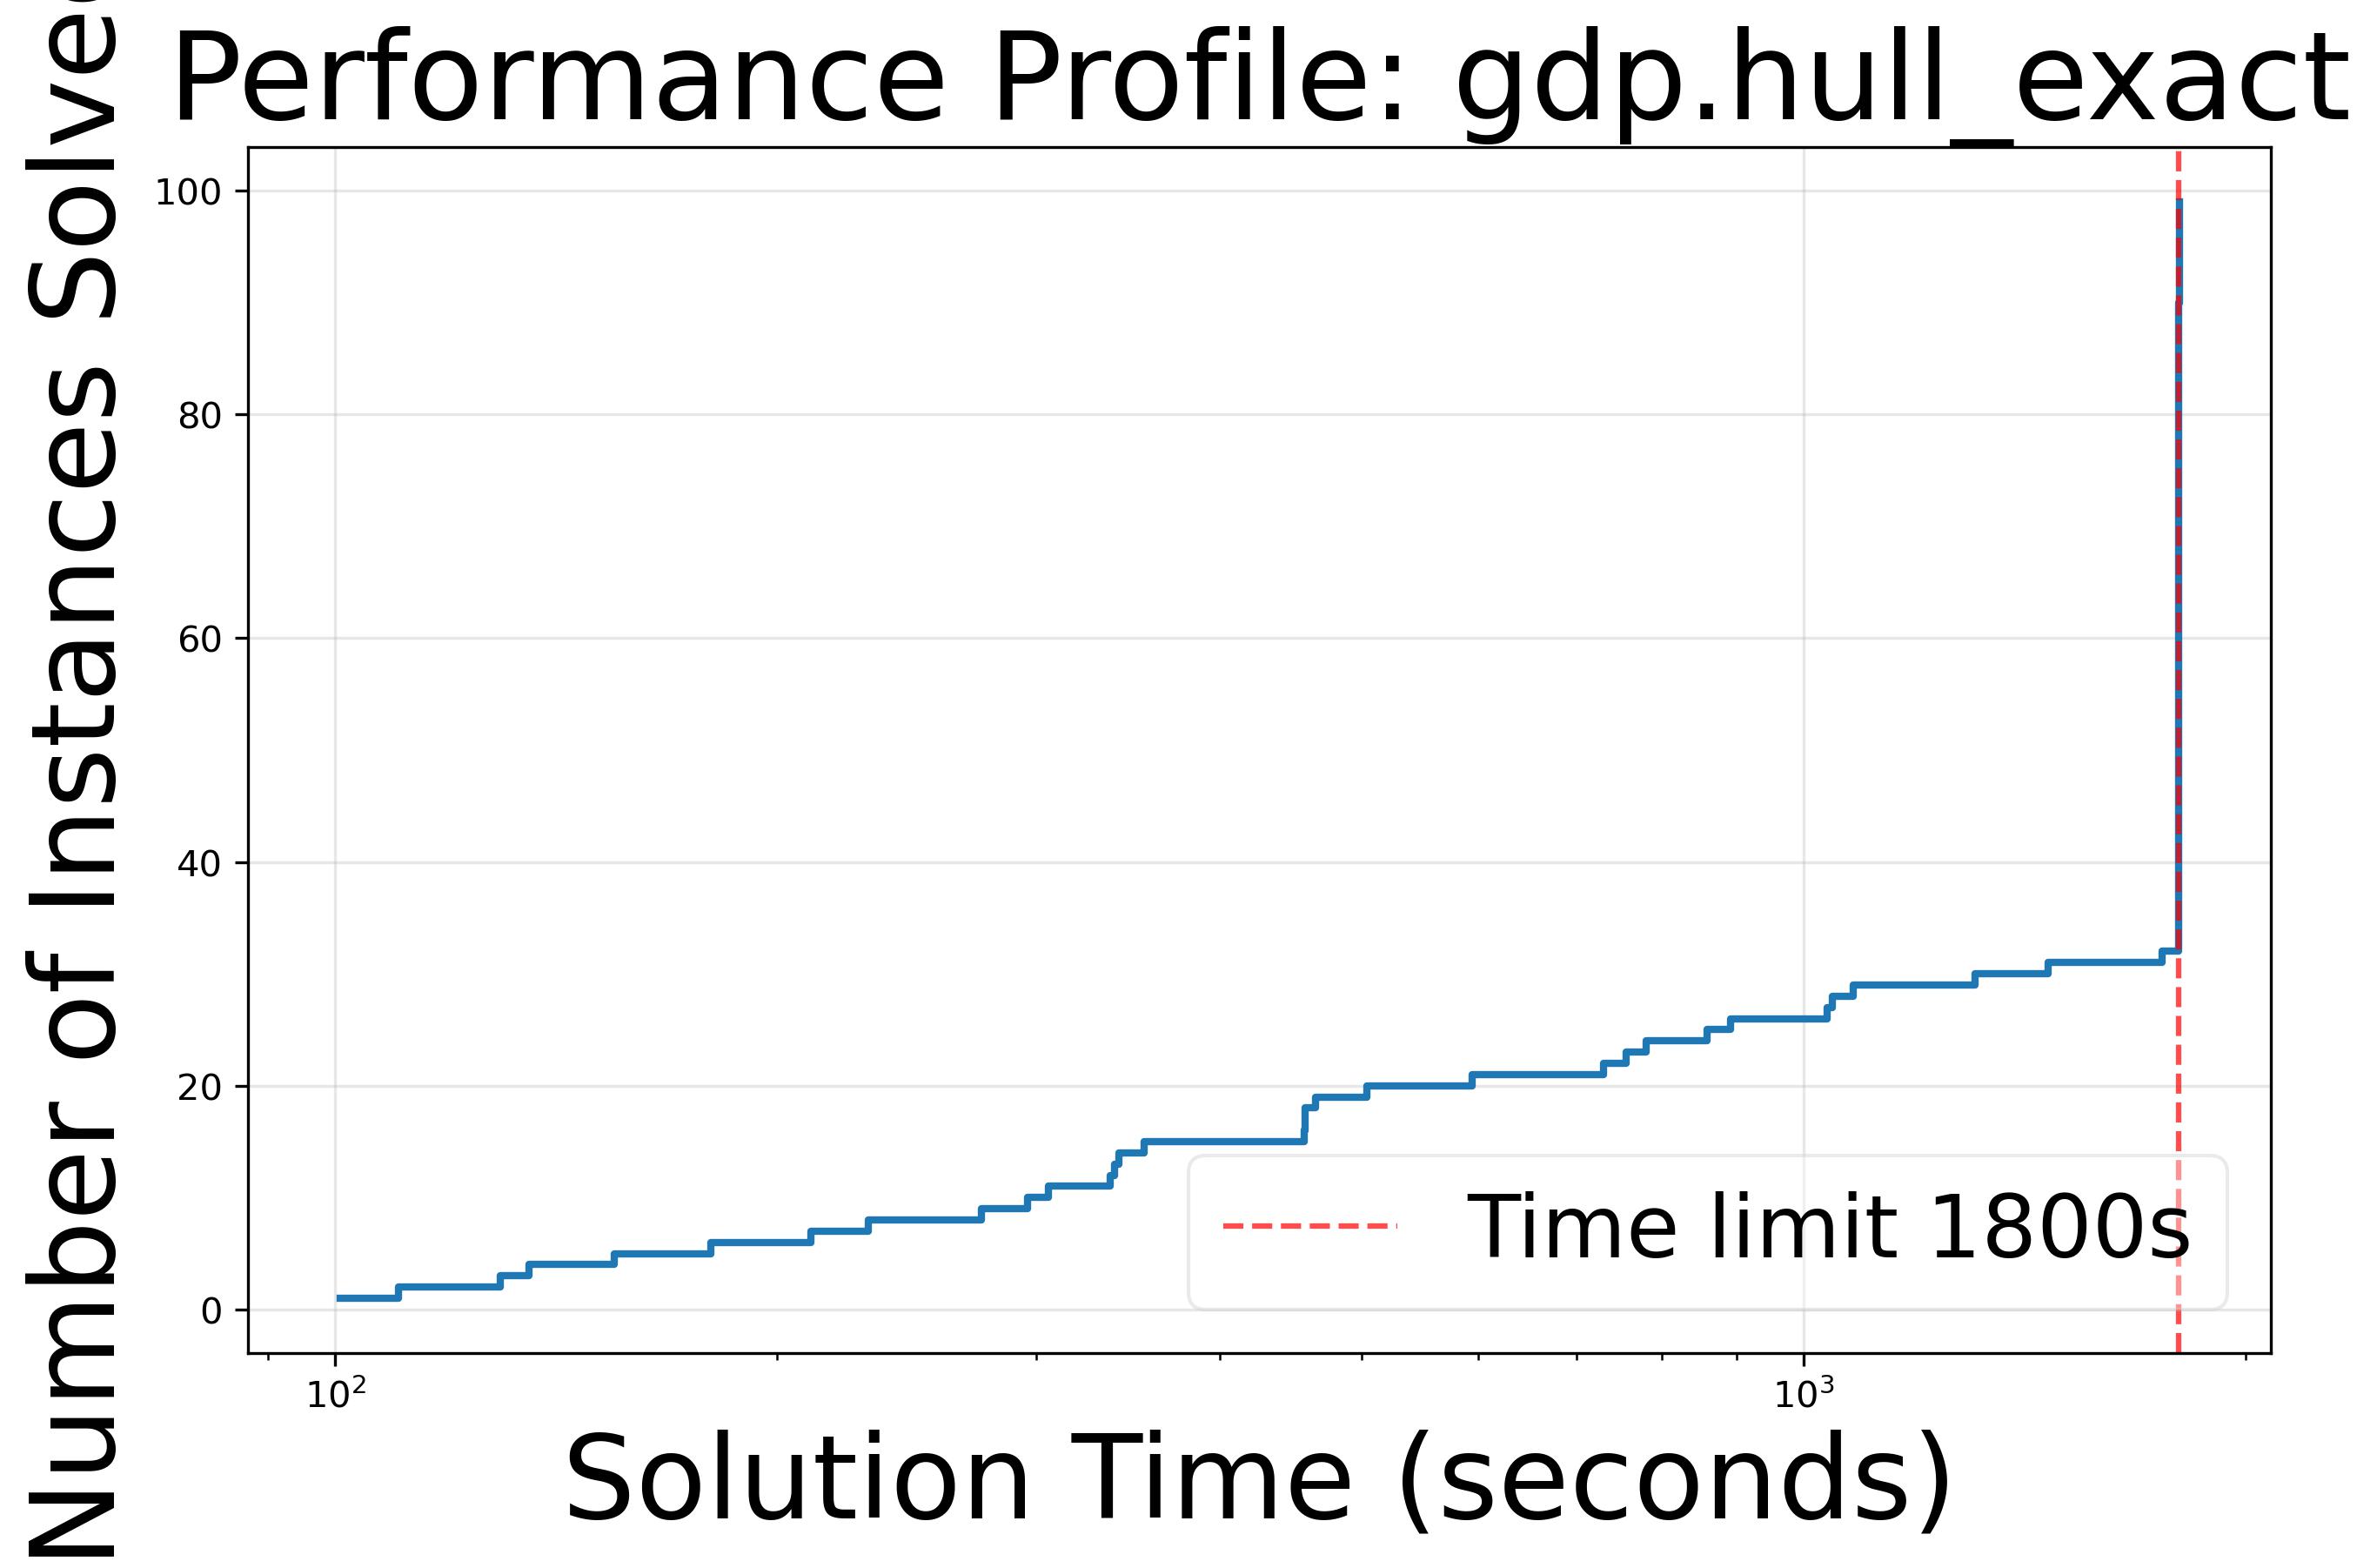 Performance Profile: gdp.hull_exact
Number of Instances Solved
100
80
60
40
20
0
Time limit 1800s
10²
10³
Solution Time (seconds)